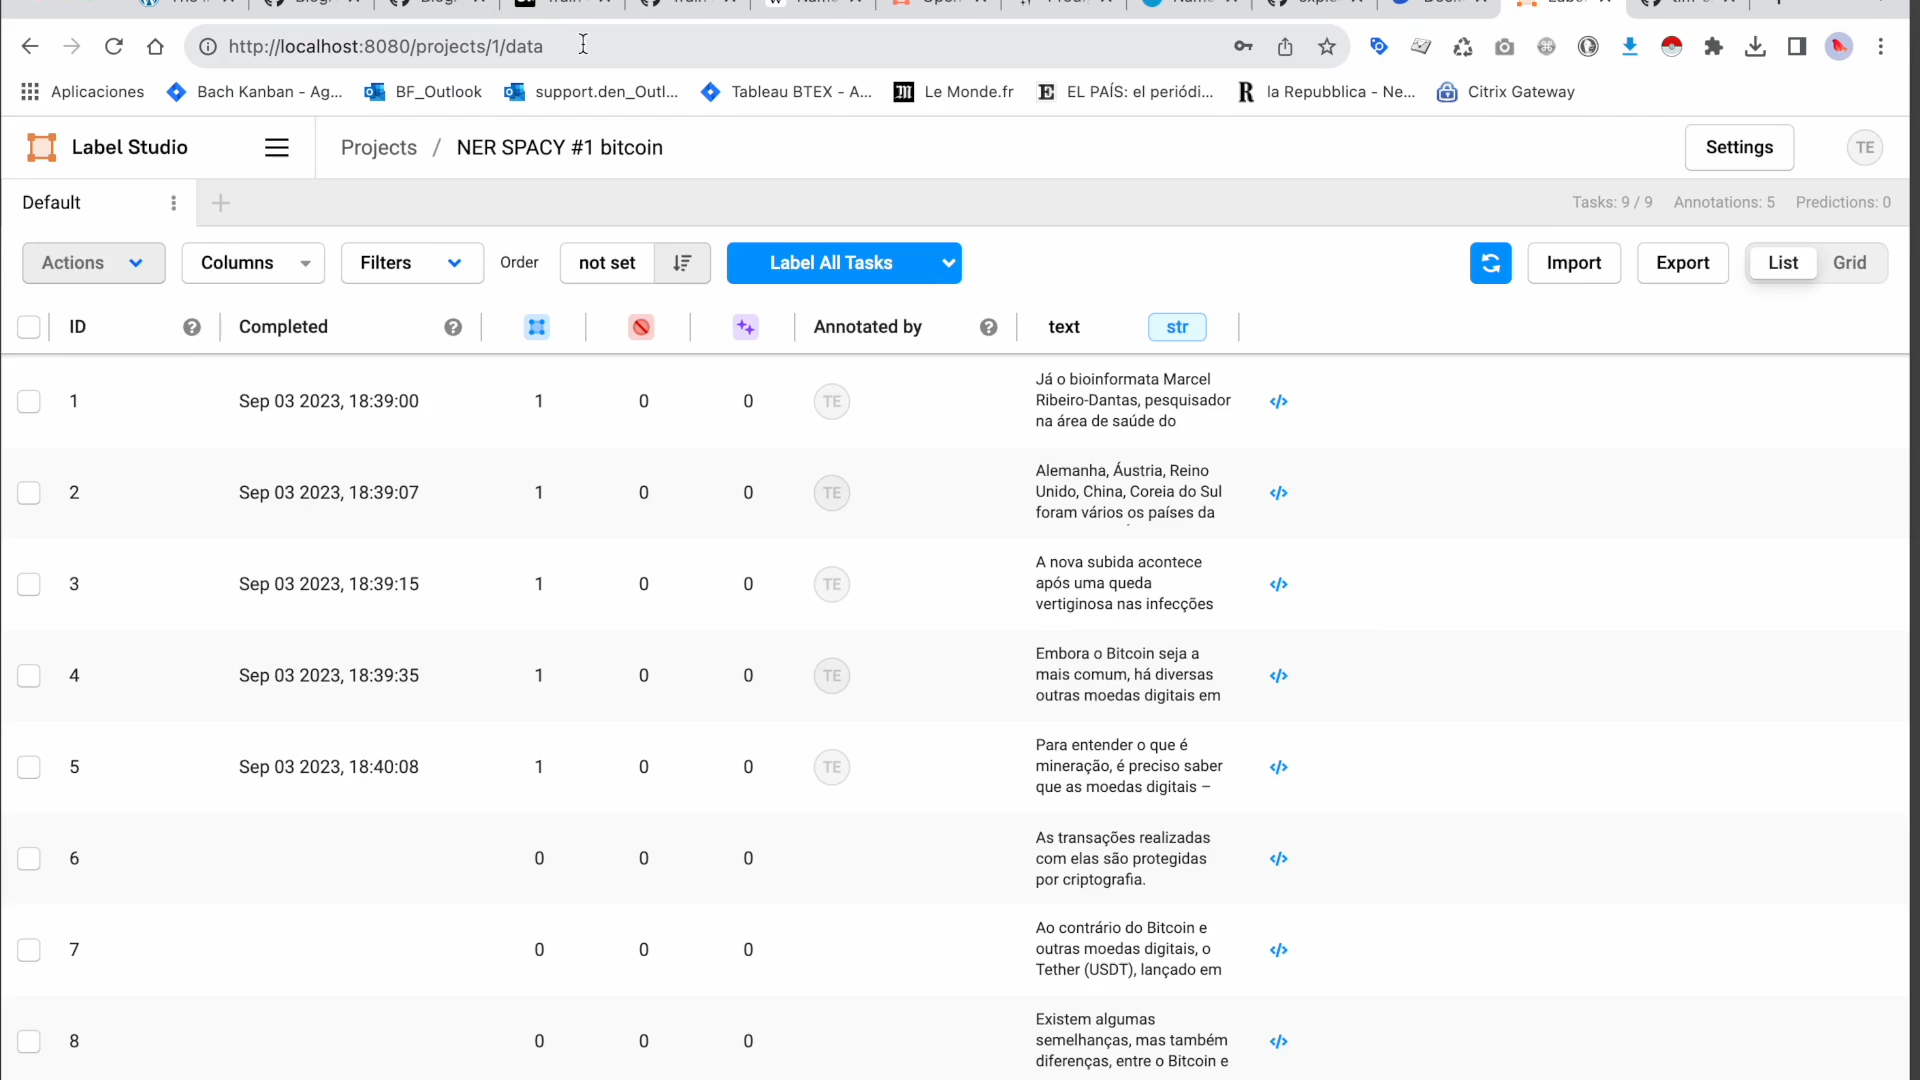 http://localhost:8080/projects/1/data
Aplicaciones
Bach Kanban - Ag...
BF_Outlook
support.den_Outl...
Tableau BTEX - A...
Le Monde.fr
EL PAÍS: el periódi...
la Repubblica - Ne...
Citrix Gateway
Label Studio
Projects / NER SPACY #1 bitcoin
Settings
TE
Default
Tasks: 9 / 9
Annotations: 5
Predictions: 0
Actions
Columns
Filters
Order
not set
Label All Tasks
Import
Export
List
Grid
ID
Completed
Annotated by
text
str
1
Sep 03 2023, 18:39:00
1
0
0
TE
Já o bioinformata Marcel
Ribeiro-Dantas, pesquisador
na área de saúde do
2
Sep 03 2023, 18:39:07
1
0
0
TE
Alemanha, Áustria, Reino
Unido, China, Coreia do Sul
foram vários os países da
3
Sep 03 2023, 18:39:15
1
0
0
TE
A nova subida acontece
após uma queda
vertiginosa nas infecções
4
Sep 03 2023, 18:39:35
1
0
0
TE
Embora o Bitcoin seja a
mais comum, há diversas
outras moedas digitais em
5
Sep 03 2023, 18:40:08
1
0
0
TE
Para entender o que é
mineração, é preciso saber
que as moedas digitais –
6
0
0
0
As transações realizadas
com elas são protegidas
por criptografia.
7
0
0
0
Ao contrário do Bitcoin e
outras moedas digitais, o
Tether (USDT), lançado em
8
0
0
0
Existem algumas
semelhanças, mas também
diferenças, entre o Bitcoin e